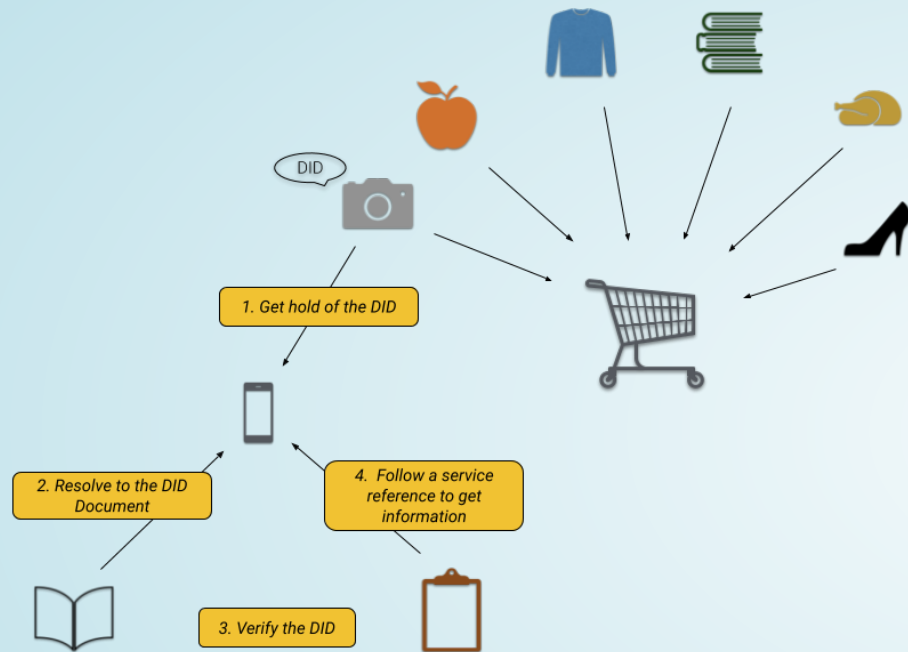 DID
1. Get hold of the DID
2. Resolve to the DID
Document
4. Follow a service
reference to get
information
3. Verify the DID